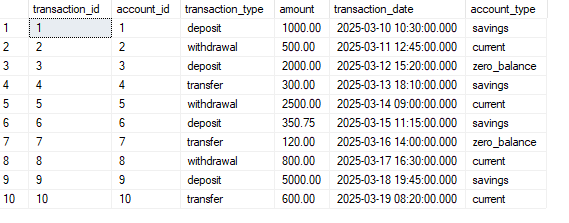 transaction_id account_id transaction_type amount transaction_date account_type
1 1 1 deposit 1000.00 2025-03-10 10:30:00.000 savings
2 2 2 withdrawal 500.00 2025-03-11 12:45:00.000 current
3 3 3 deposit 2000.00 2025-03-12 15:20:00.000 zero_balance
4 4 4 transfer 300.00 2025-03-13 18:10:00.000 savings
5 5 5 withdrawal 2500.00 2025-03-14 09:00:00.000 current
6 6 6 deposit 350.75 2025-03-15 11:15:00.000 savings
7 7 7 transfer 120.00 2025-03-16 14:00:00.000 zero_balance
8 8 8 withdrawal 800.00 2025-03-17 16:30:00.000 current
9 9 9 deposit 5000.00 2025-03-18 19:45:00.000 savings
10 10 10 transfer 600.00 2025-03-19 08:20:00.000 current